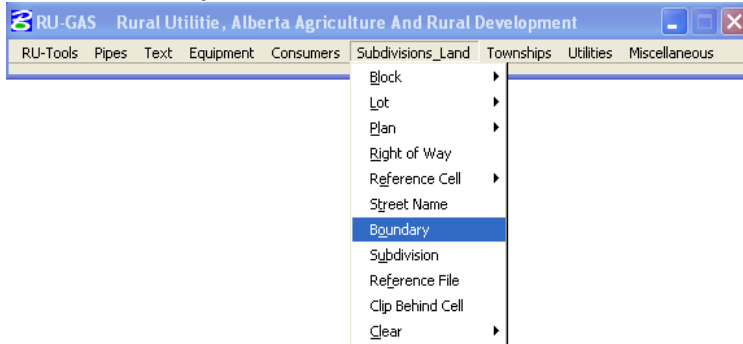 RU-GAS Rural Utilitie, Alberta Agriculture And Rural Development
RU-Tools Pipes Text Equipment Consumers Subdivisions_Land Townships Utilities Miscellaneous
Block
Lot
Plan
Right of Way
Reference Cell
Street Name
Boundary
Subdivision
Reference File
Clip Behind Cell
Clear